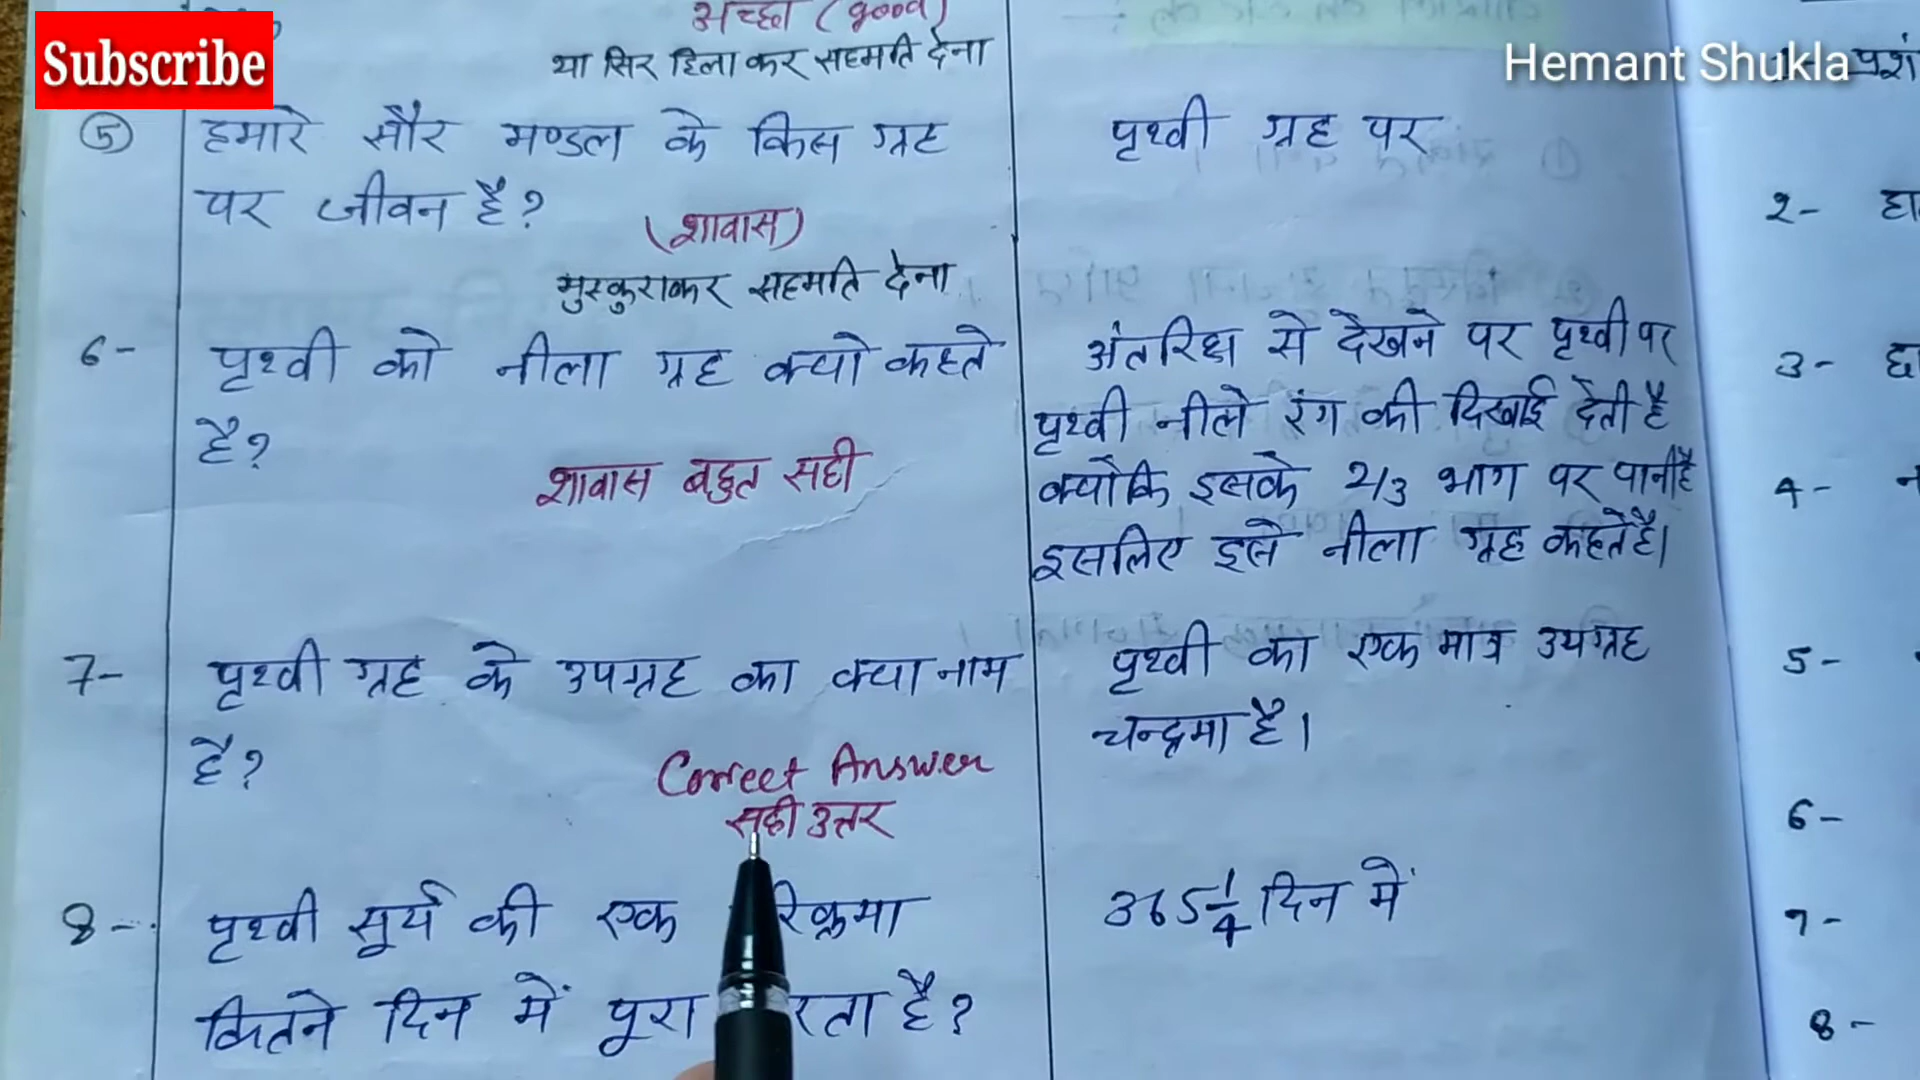 Subscribe
Hemant Shukla
अच्छा (good)
या सिर हिला कर सहमति देना
⑤ हमारे सौर मण्डल के किस ग्रह
पर जीवन है?
(शावास)
मुस्कुराकर सहमति देना
पृथ्वी ग्रह पर
6- पृथ्वी को नीला ग्रह क्यो कहते
है?
शावास बहुत सही
अंतरिक्ष से देखने पर पृथ्वी पर
पृथ्वी नीले रंग की दिखाई देती है
क्योकि इसके 2/3 भाग पर पानी है
इसलिए इसे नीला ग्रह कहते है।
7- पृथ्वी ग्रह के उपग्रह का क्या नाम
है?
Correct Answer
सही उत्तर
पृथ्वी का एक मात्र उपग्रह
चन्द्रमा है।
8- पृथ्वी सूर्य की एक रिक्रमा
कितने दिन में पूरा रता है?
365 1/4 दिन में
2-
3-
4-
5-
6-
7-
8-